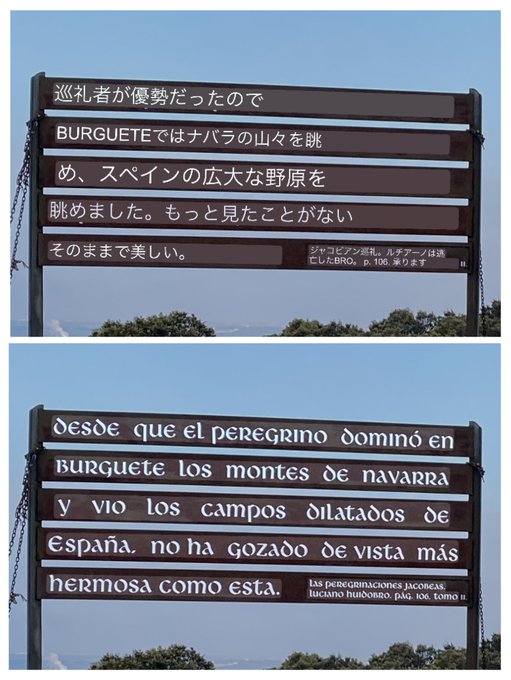 巡礼者が優勢だったので
BURGUETEではナバラの山々を眺
め、スペインの広大な野原を
眺めました。もっと見たことがない
そのままで美しい。
ジャコビアン巡礼。ルチアーノは逃
亡したBRO。 p. 106. 承ります
II.
desde que el peregrino dominó en
Burguete los montes de navarra
y vio los campos dilatados de
España. no ha gozado de vista más
hermosa como esta.
las peregrinaciones jacobeas.
luciano huidobro. pág. 106. tomo II.